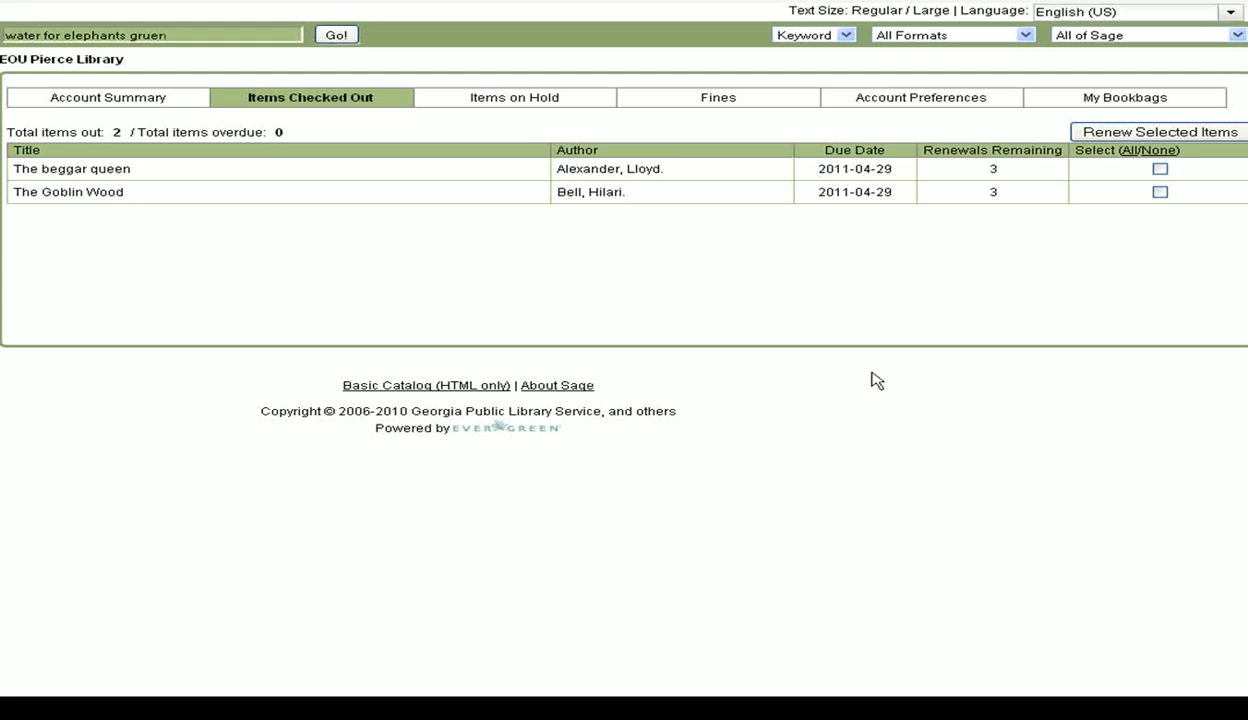 Text Size: Regular / Large | Language: English (US)
water for elephants gruen Go! Keyword All Formats All of Sage
EOU Pierce Library
Account Summary Items Checked Out Items on Hold Fines Account Preferences My Bookbags
Total items out: 2 / Total items overdue: 0 Renew Selected Items
Title Author Due Date Renewals Remaining Select (All/None)
The beggar queen Alexander, Lloyd. 2011-04-29 3
The Goblin Wood Bell, Hilari. 2011-04-29 3
Basic Catalog (HTML only) | About Sage
Copyright © 2006-2010 Georgia Public Library Service, and others
Powered by EVERGREEN